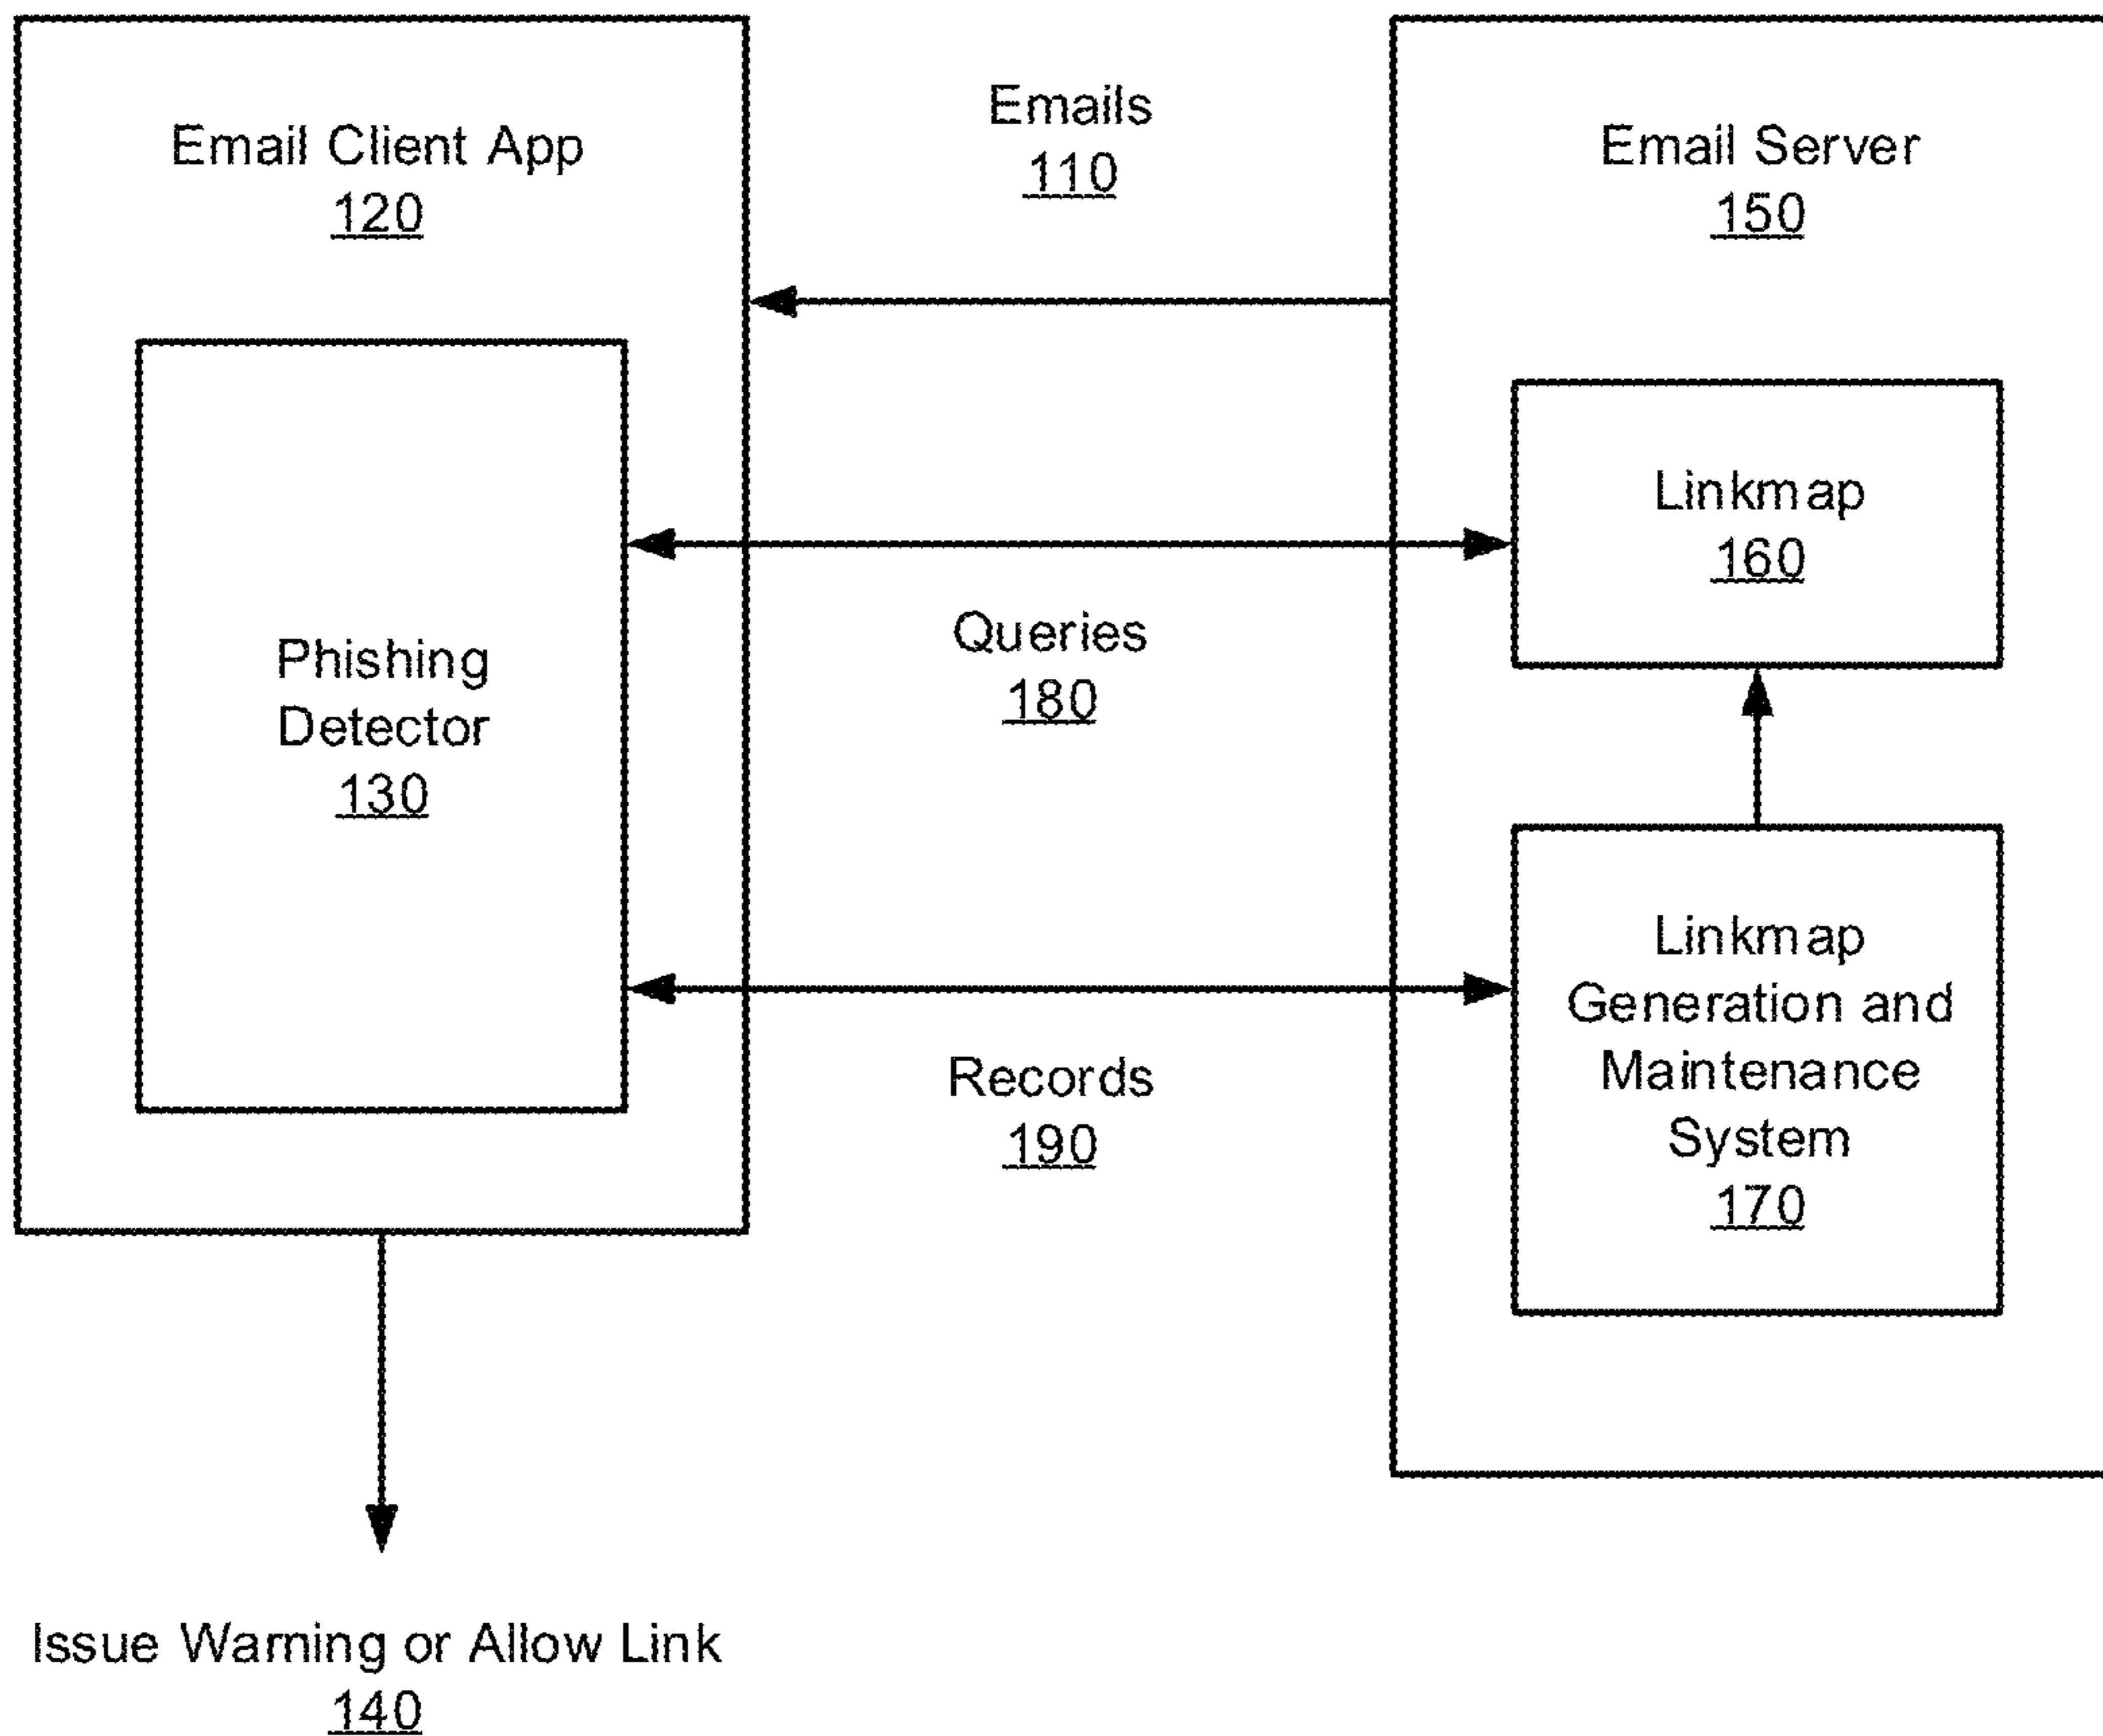 Email Client App
120
Emails
110
Email Server
150
Phishing
Detector
130
Queries
180
Linkmap
160
Records
190
Linkmap
Generation and
Maintenance
System
170
Issue Warning or Allow Link
140